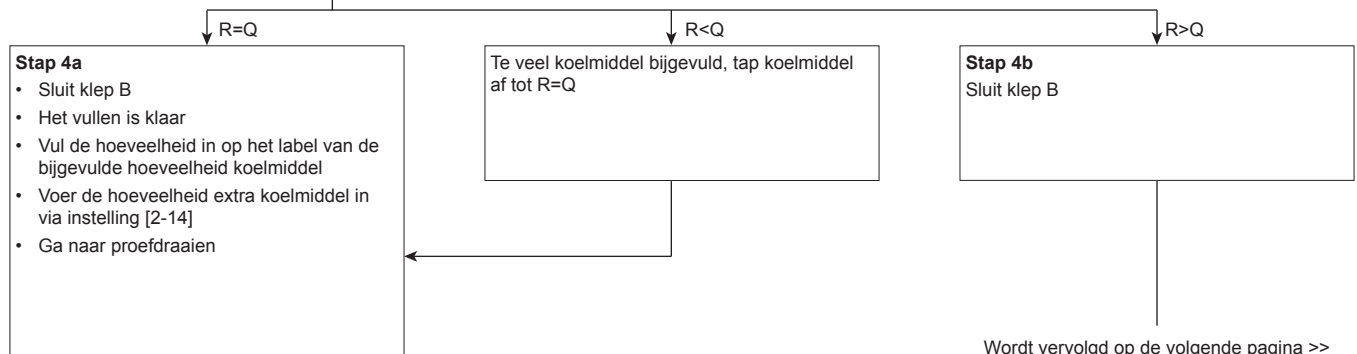 R=Q
Stap 4a
• Sluit klep B
• Het vullen is klaar
• Vul de hoeveelheid in op het label van de
bijgevulde hoeveelheid koelmiddel
• Voer de hoeveelheid extra koelmiddel in
via instelling [2-14]
• Ga naar proefdraaien
R<Q
Te veel koelmiddel bijgevuld, tap koelmiddel
af tot R=Q
R>Q
Stap 4b
Sluit klep B
Wordt vervolgd op de volgende pagina >>